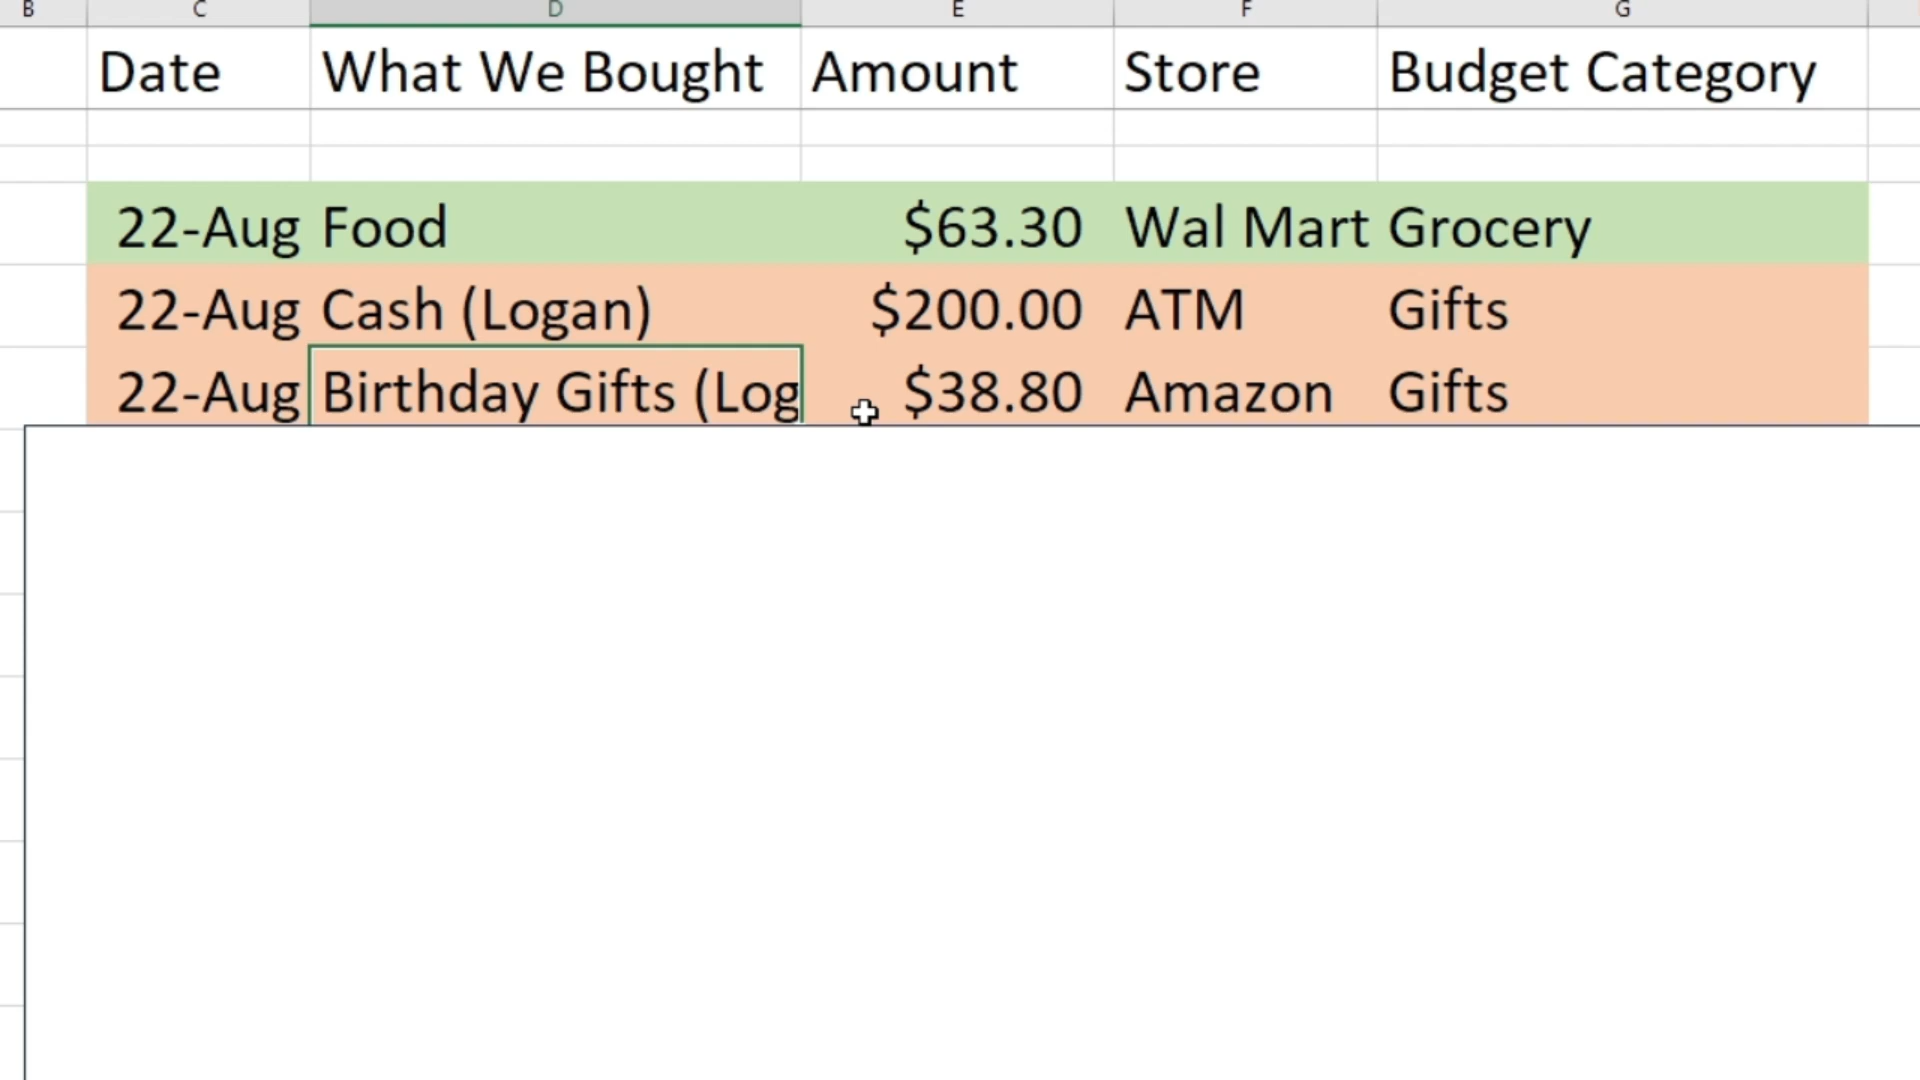 B C D E F G
Date What We Bought Amount Store Budget Category
22-Aug Food $63.30 Wal Mart Grocery
22-Aug Cash (Logan) $200.00 ATM Gifts
22-Aug Birthday Gifts (Log $38.80 Amazon Gifts